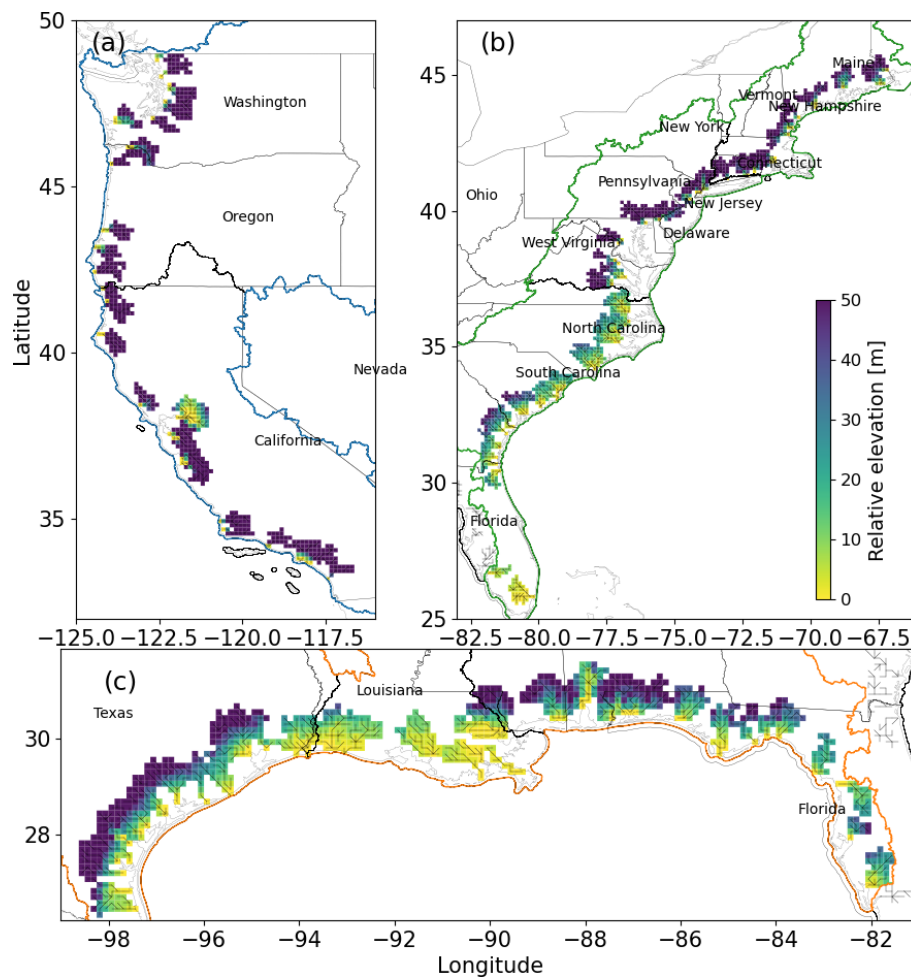 (a)
50
45
40
35
Latitude
Washington
Oregon
Nevada
California
−125.0
−122.5
−120.0
−117.5
(b)
45
40
35
30
25
Maine
Vermont
New Hampshire
New York
Connecticut
Pennsylvania
Ohio
New Jersey
Delaware
West Virginia
North Carolina
South Carolina
Florida
−82.5
−80.0
−77.5
−75.0
−72.5
−70.0
−67.5
50
40
30
20
10
0
Relative elevation [m]
(c)
30
28
Texas
Louisiana
Florida
−98
−96
−94
−92
−90
−88
−86
−84
−82
Longitude